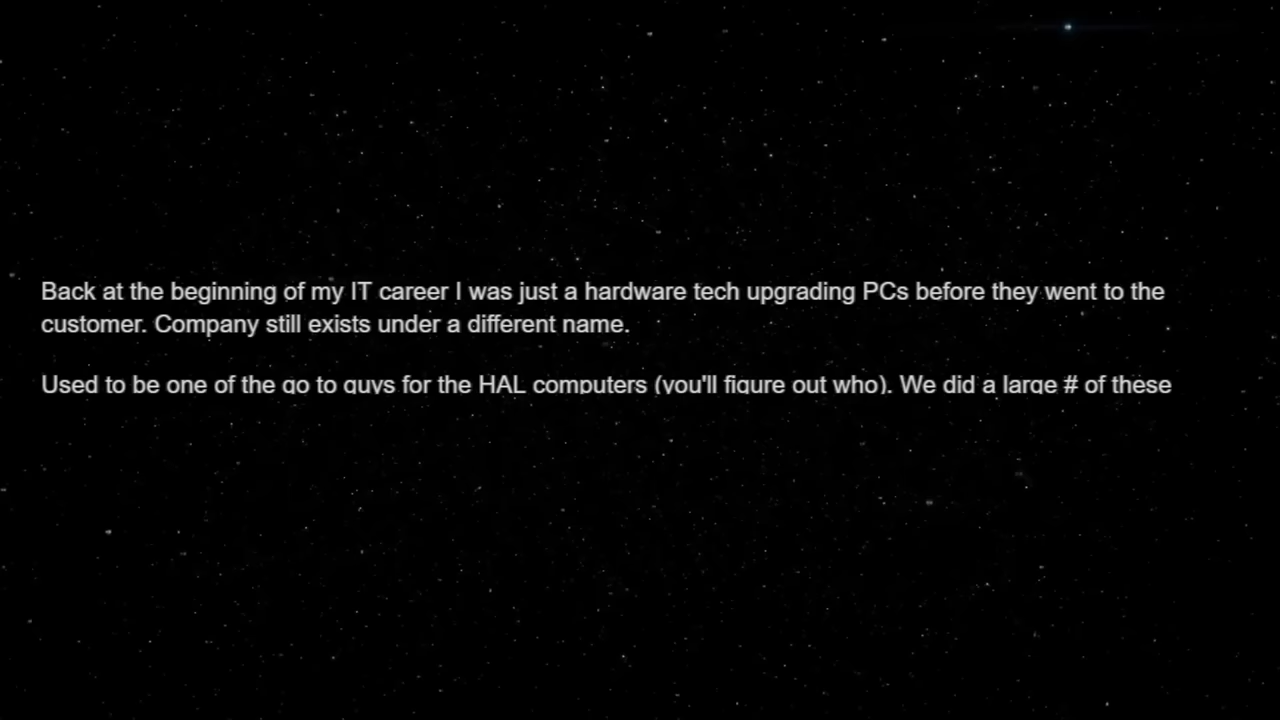 Back at the beginning of my IT career I was just a hardware tech upgrading PCs before they went to the
customer. Company still exists under a different name.
Used to be one of the go to guys for the HAL computers (you'll figure out who). We did a large # of these